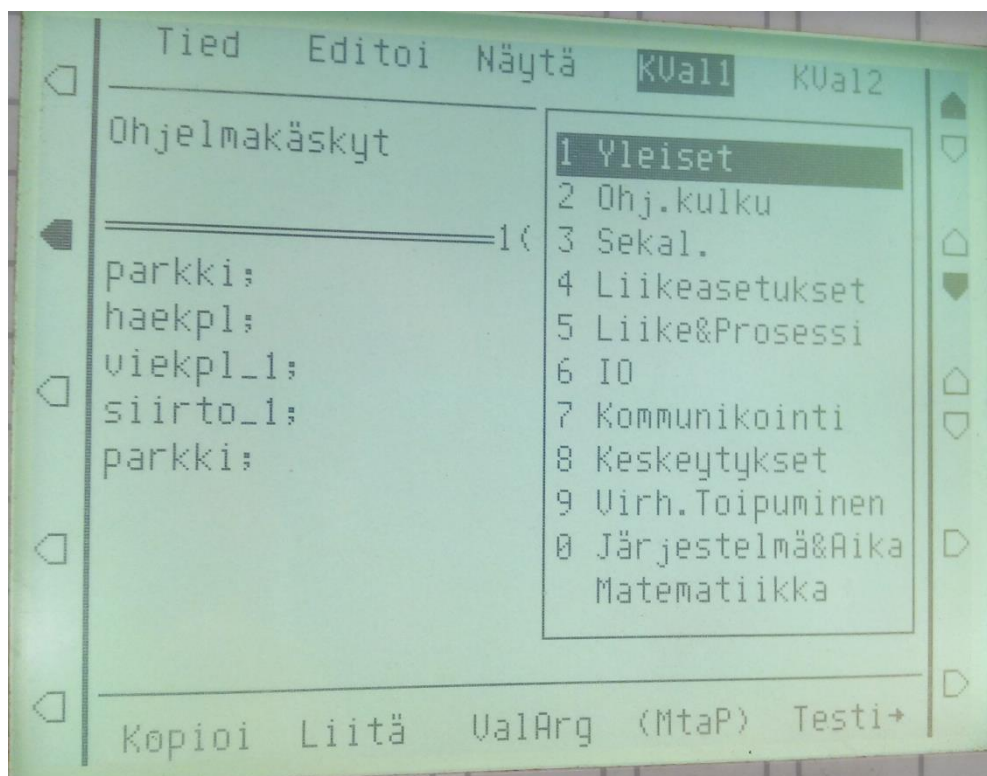 Tied Editoi Näytä KVal1 KVal2
Ohjelmakäskyt
1(
parkki;
haekpl;
viekpl_1;
siirto_1;
parkki;
1 Yleiset
2 Ohj.kulku
3 Sekal.
4 Liikeasetukset
5 Liike&Prosessi
6 IO
7 Kommunikointi
8 Keskeytykset
9 Virh.Toipuminen
0 Järjestelmä&Aika
Matematiikka
Kopioi Liitä ValArg (MtaP) Testi→